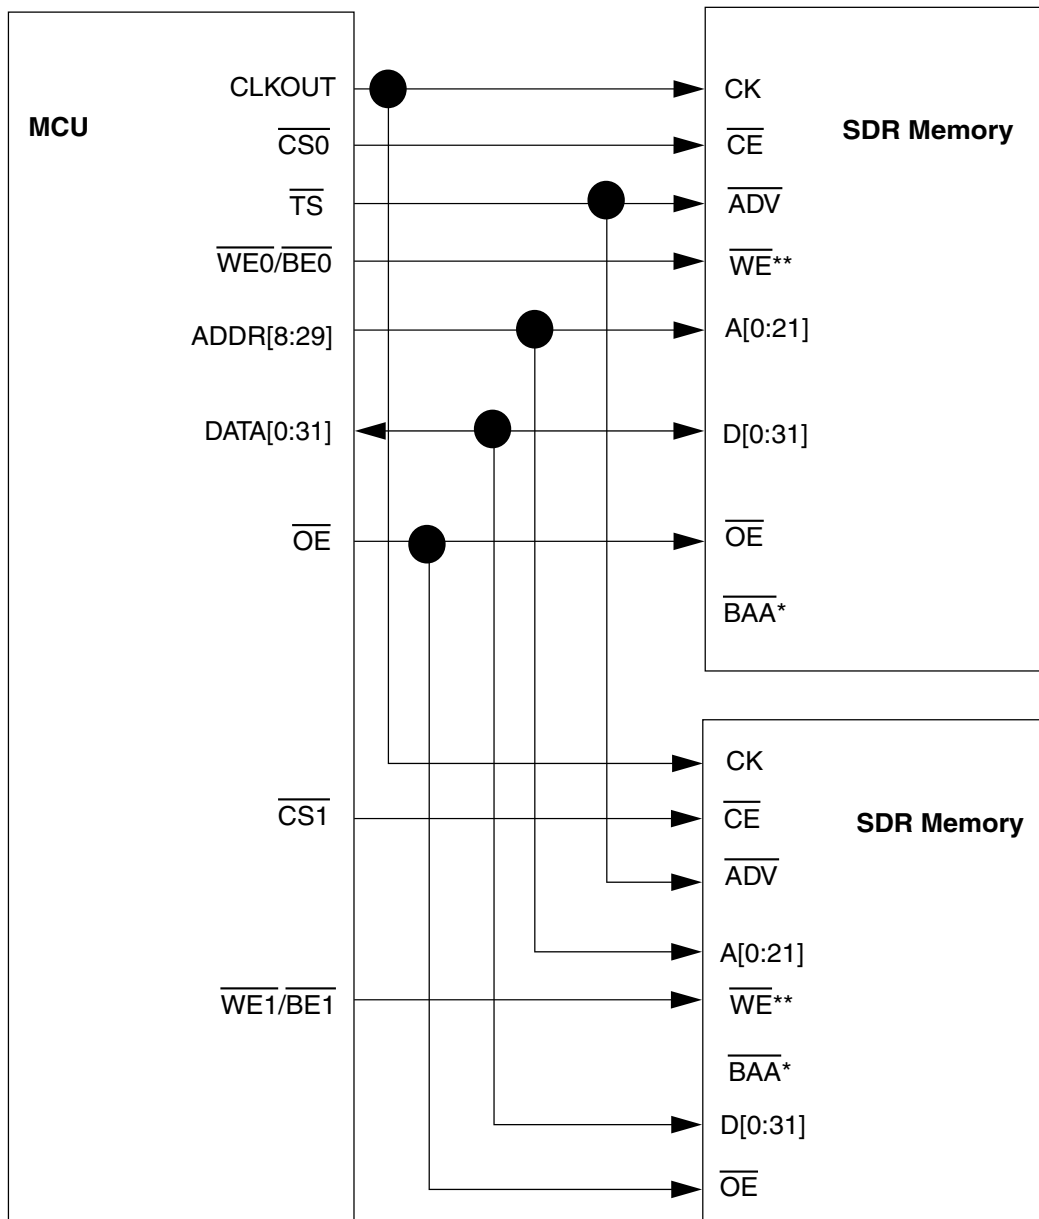 MCU
CLKOUT
CS0
TS
WE0/BE0
ADDR[8:29]
DATA[0:31]
OE
CS1
WE1/BE1
SDR Memory
CK
CE
ADV
WE**
A[0:21]
D[0:31]
OE
BAA*
SDR Memory
CK
CE
ADV
A[0:21]
WE**
BAA*
D[0:31]
OE